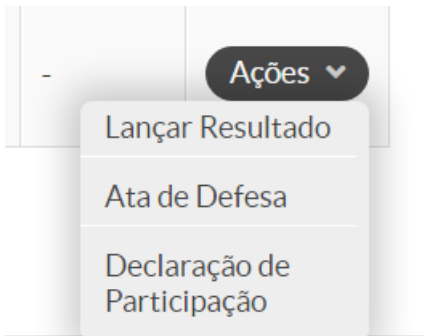 -
Ações
Lançar Resultado
Ata de Defesa
Declaração de
Participação